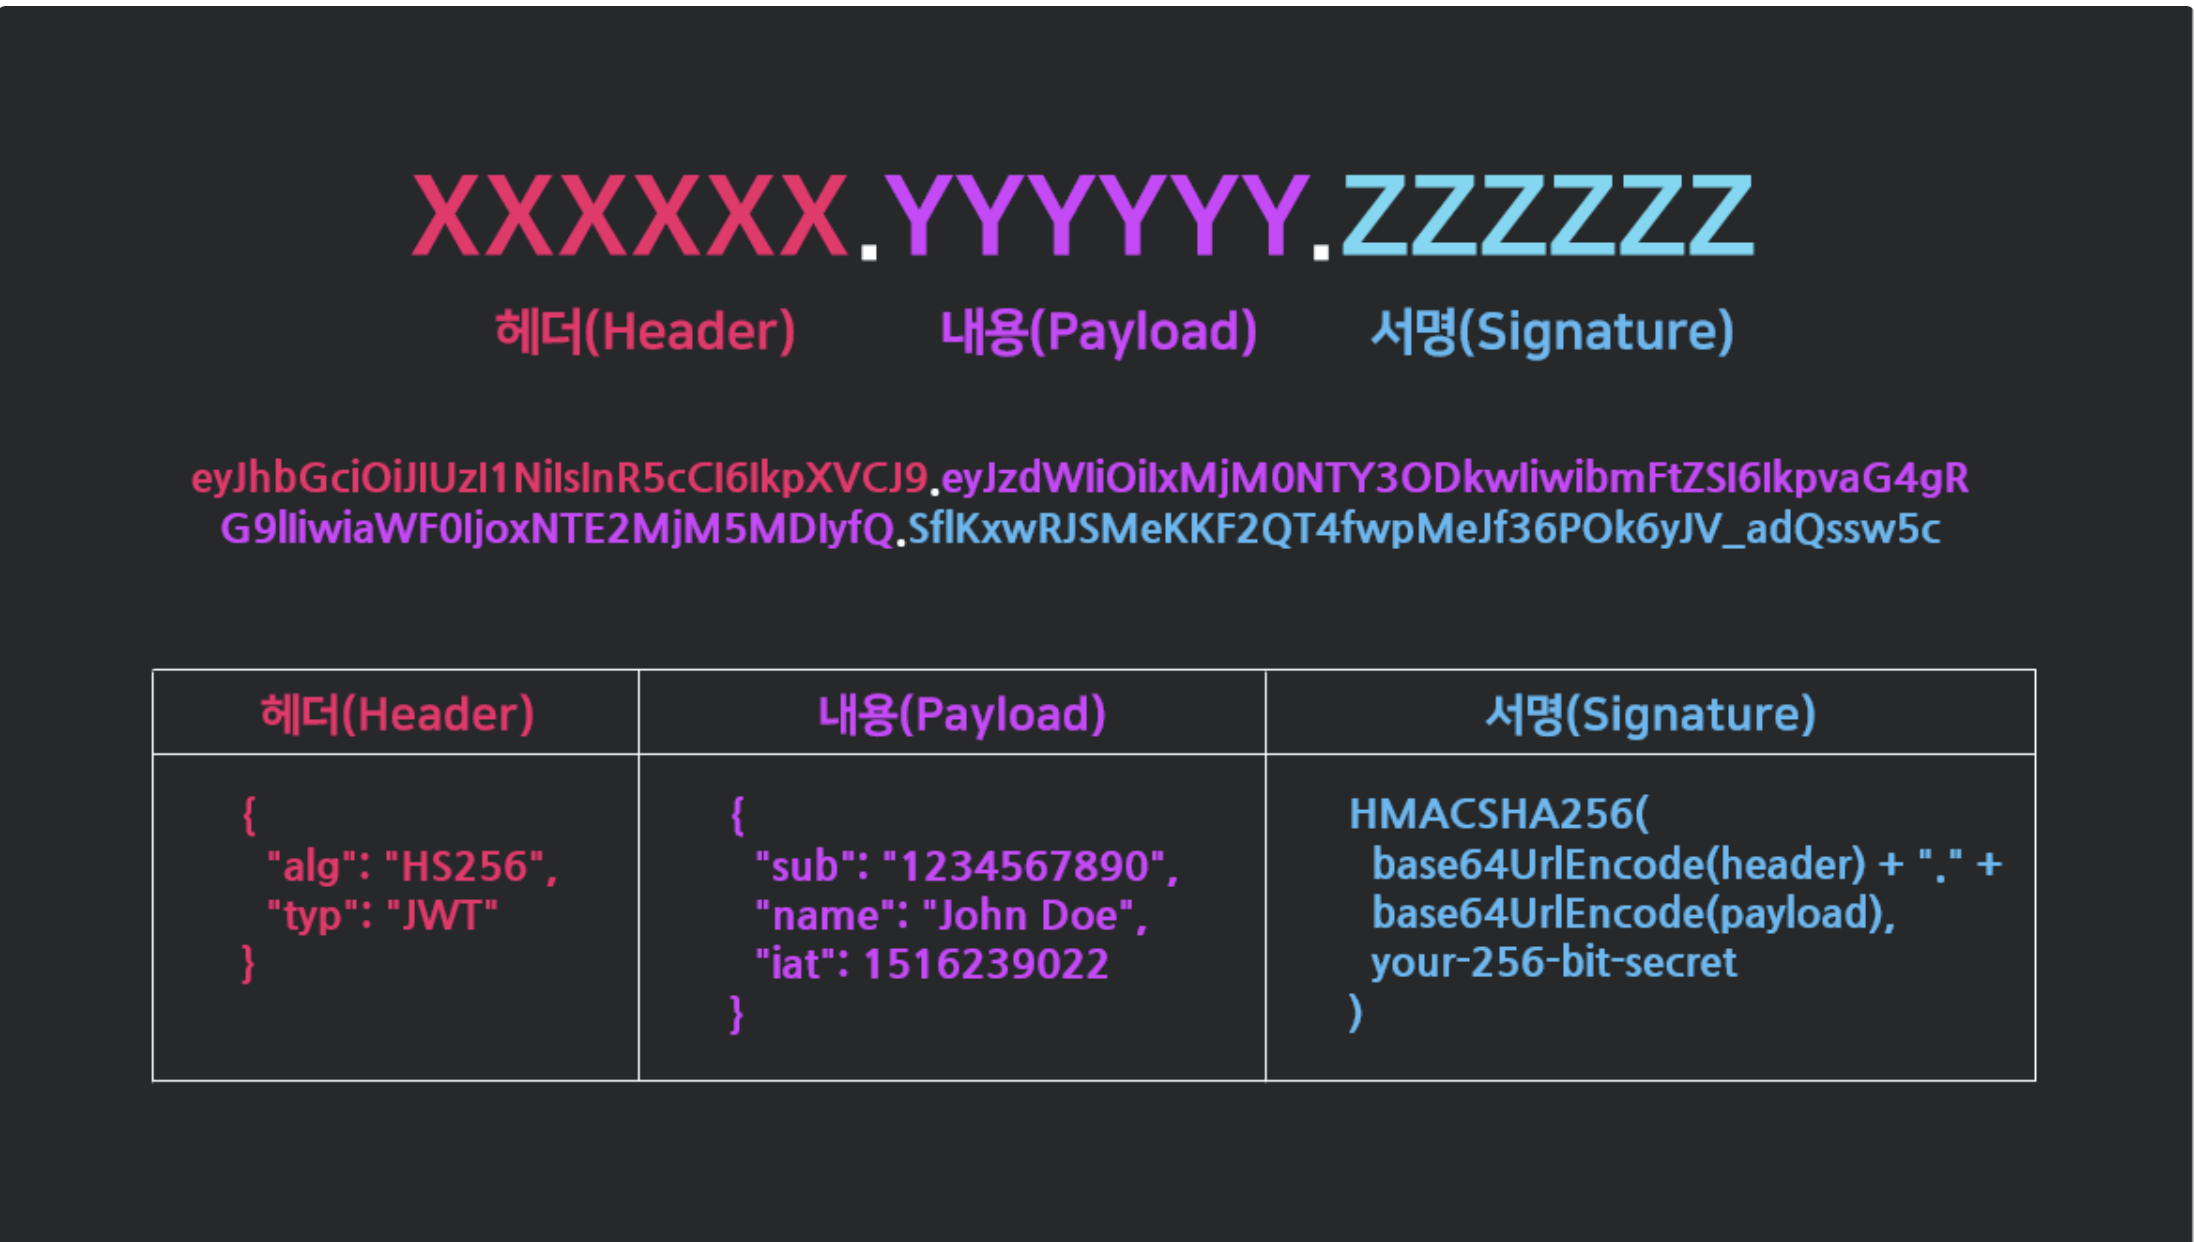 XXXXXX.YYYYYY.ZZZZZZ
헤더(Header) 내용(Payload) 서명(Signature)
eyJhbGciOiJIUzI1NiIsInR5cCI6IkpXVCJ9.eyJzdWIiOiIxMjM0NTY3ODkwIiwibmFtZSI6IkpvaG4gR
G9lIiwiaWF0IjoxNTE2MjM5MDIyfQ.SflKxwRJSMeKKF2QT4fwpMeJf36POk6yJV_adQssw5c
헤더(Header) 내용(Payload) 서명(Signature)
{
"alg": "HS256",
"typ": "JWT"
}
{
"sub": "1234567890",
"name": "John Doe",
"iat": 1516239022
}
HMACSHA256(
base64UrlEncode(header) + "." +
base64UrlEncode(payload),
your-256-bit-secret
)